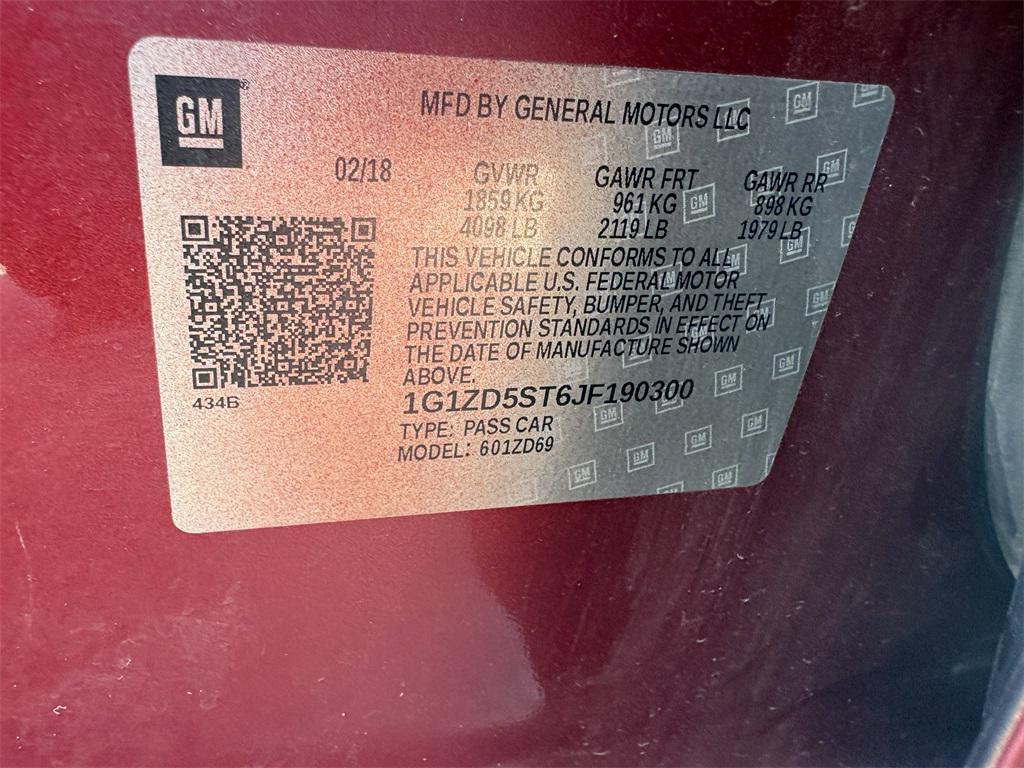 GM
MFD BY GENERAL MOTORS LLC
02/18 GVWR GAWR FRT GAWR RR
1859 KG 961 KG 898 KG
4098 LB 2119 LB 1979 LB
THIS VEHICLE CONFORMS TO ALL
APPLICABLE U.S. FEDERAL MOTOR
VEHICLE SAFETY, BUMPER, AND THEFT
PREVENTION STANDARDS IN EFFECT ON
THE DATE OF MANUFACTURE SHOWN
ABOVE.
434B
1G1ZD5ST6JF190300
TYPE: PASS CAR
MODEL: 601ZD69